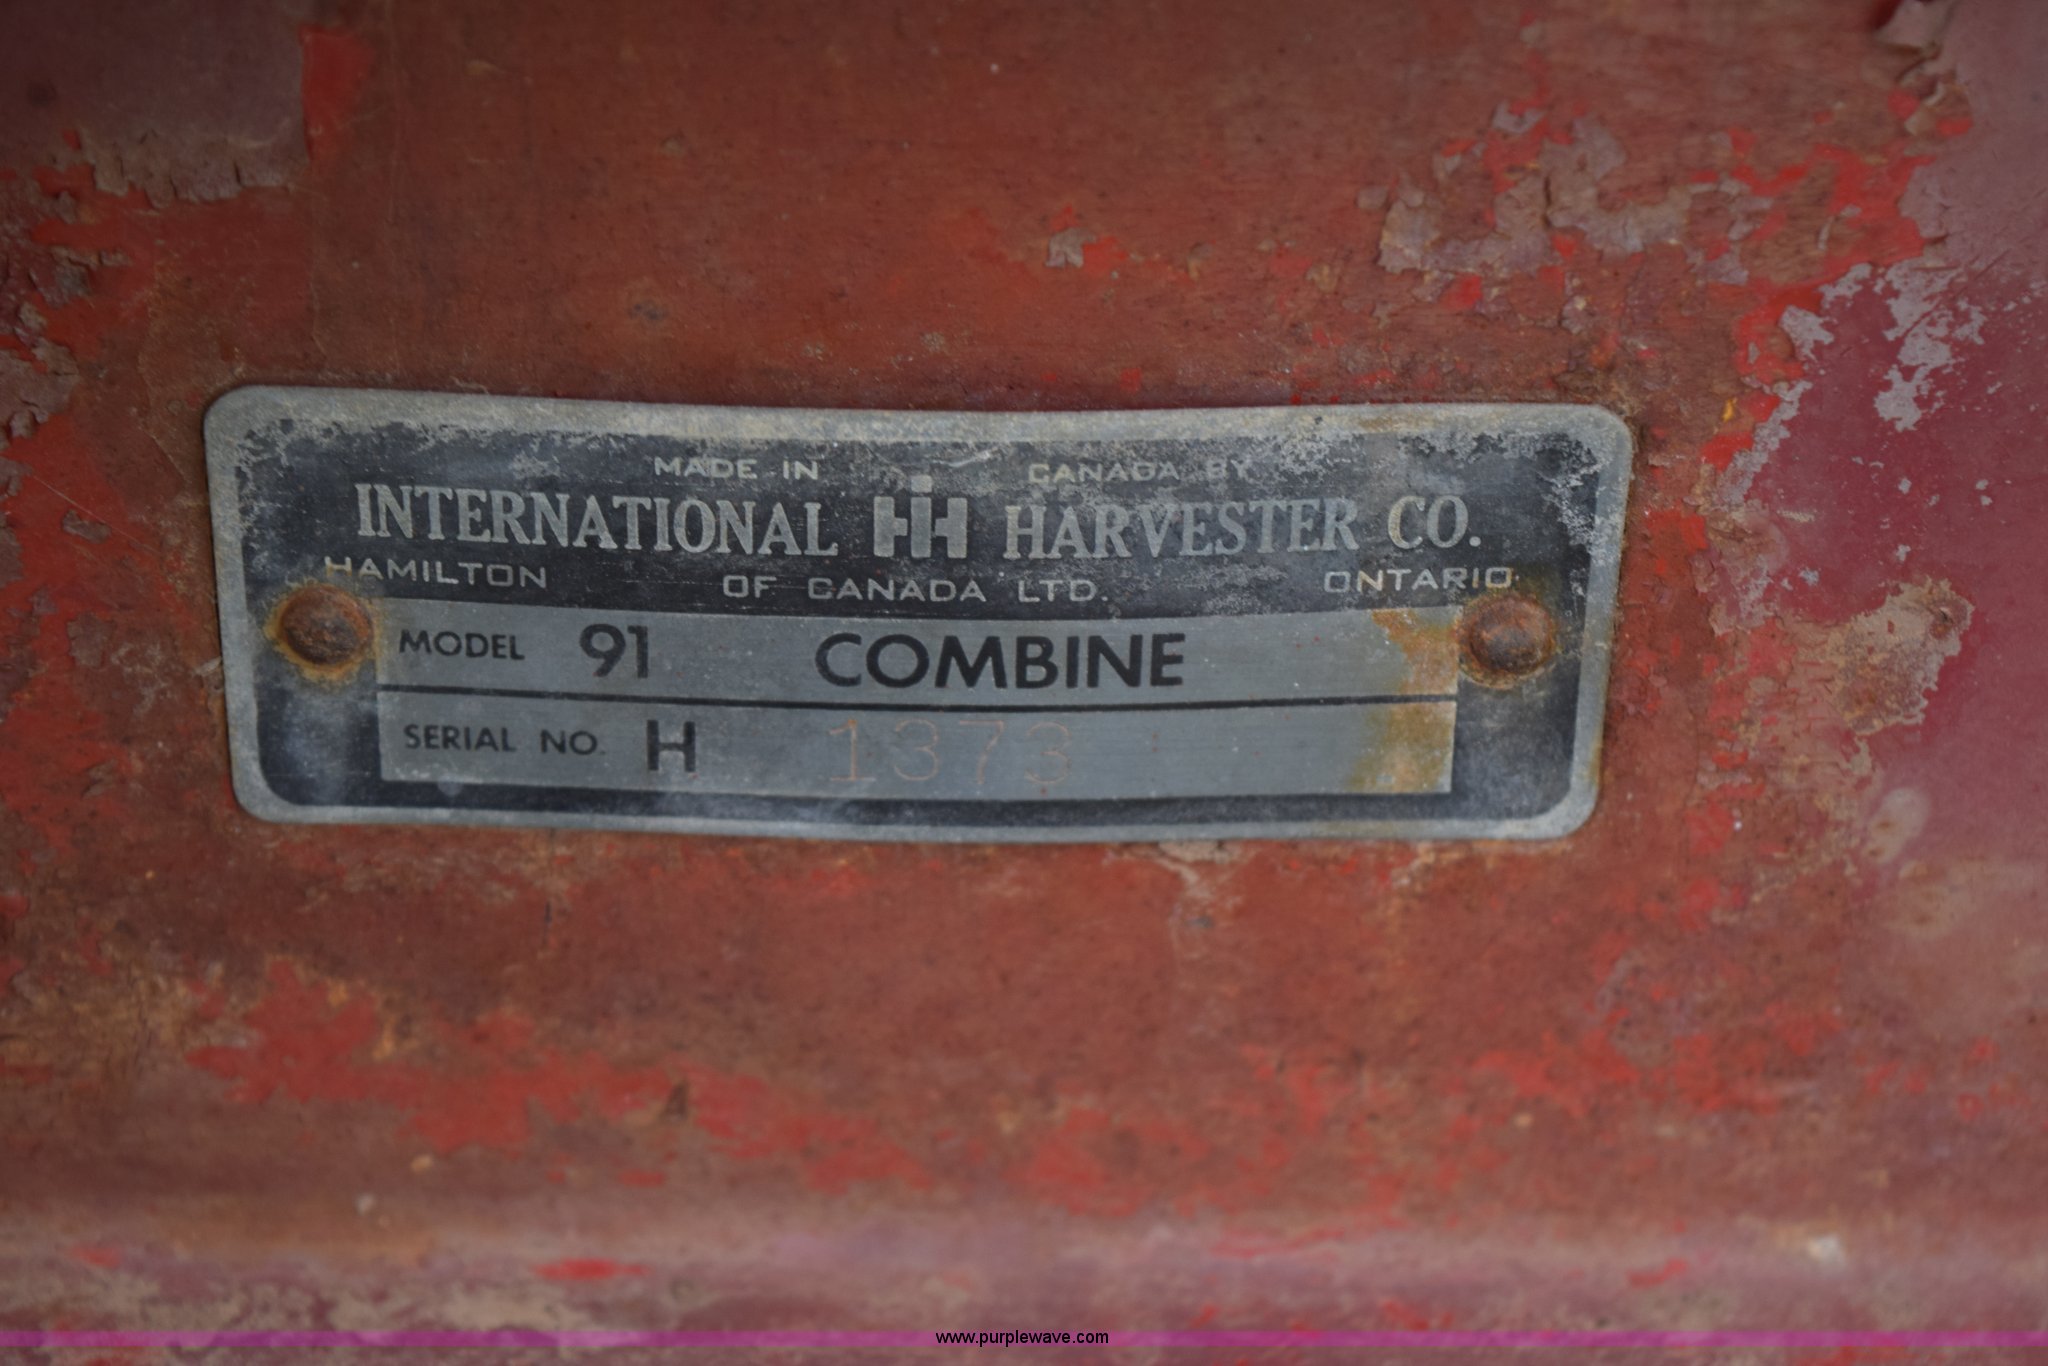 MADE IN CANADA BY
INTERNATIONAL IH HARVESTER CO.
HAMILTON OF CANADA LTD. ONTARIO
MODEL 91 COMBINE
SERIAL NO. H 1373
www.purplewave.com